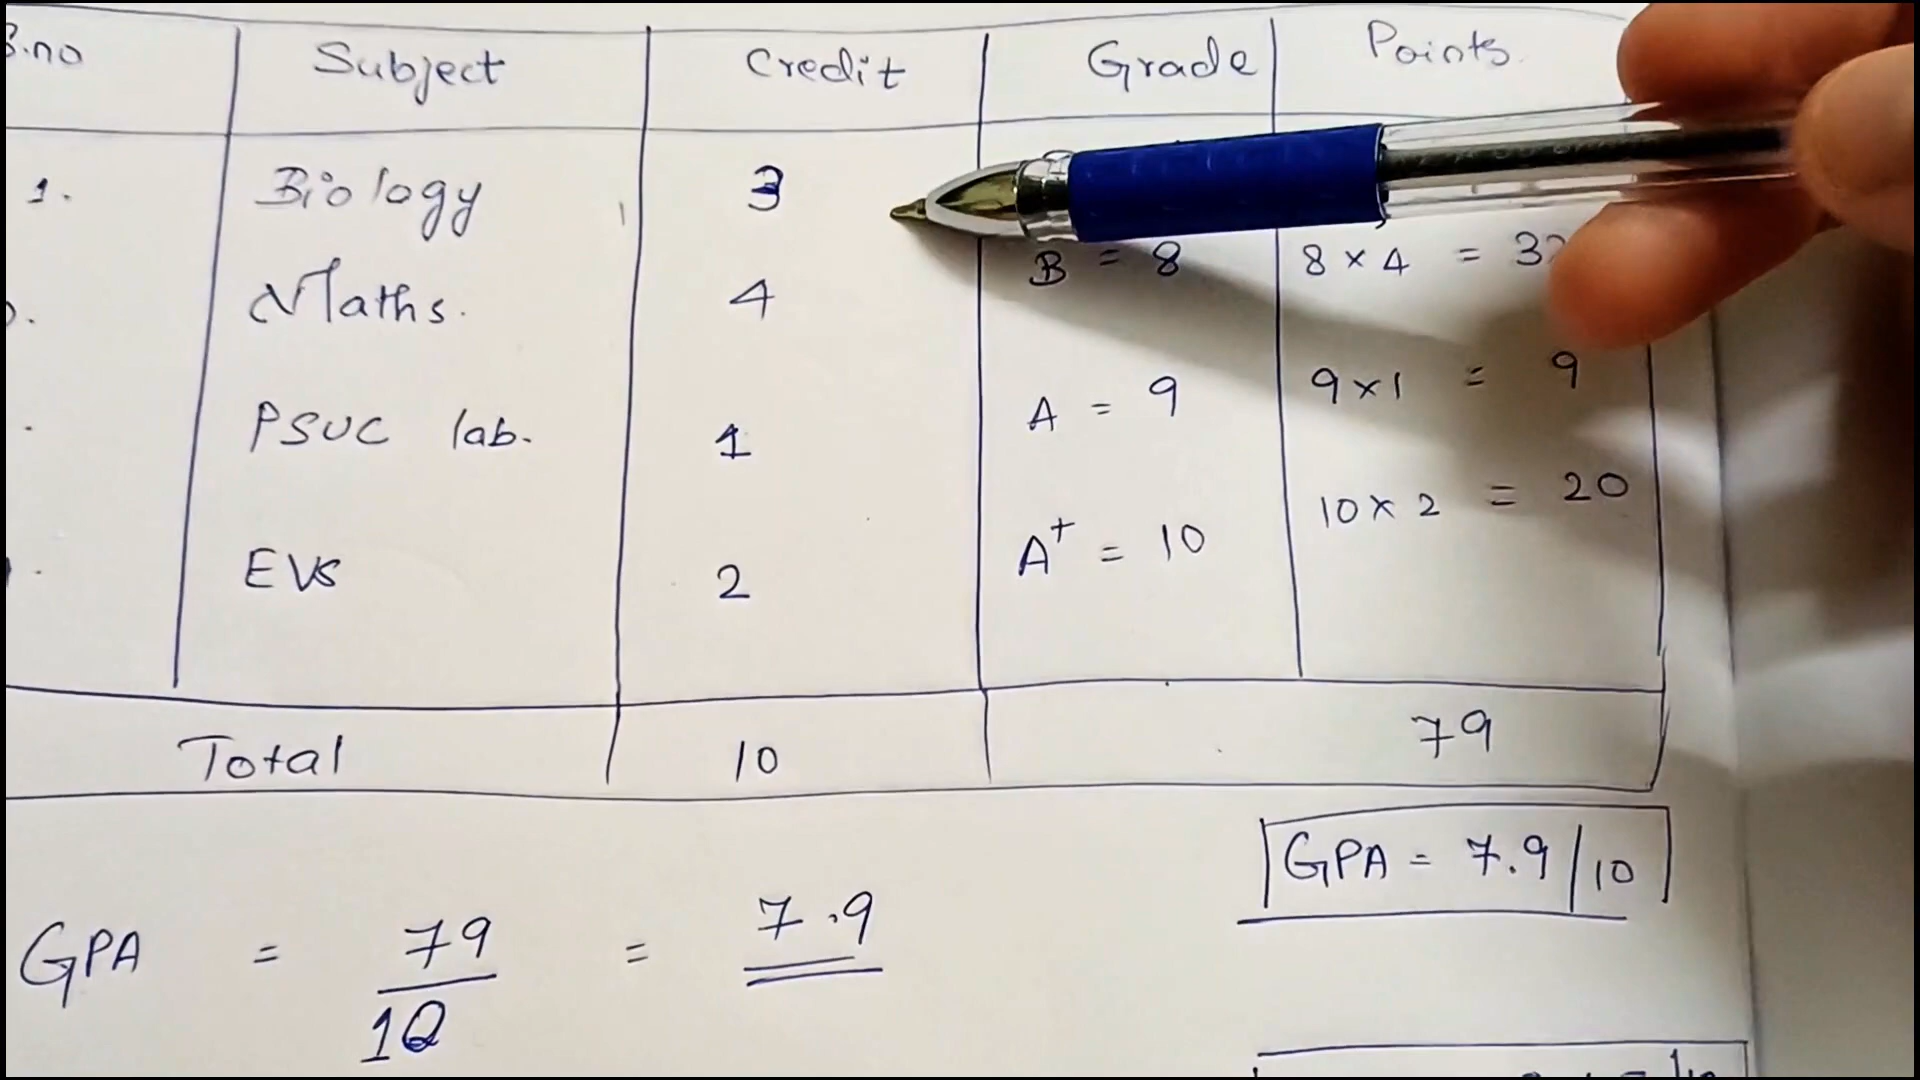 S.no Subject Credit Grade Points.
1. Biology 3
Maths. 4 B = 8 8 × 4 =
PSUC lab. 1 A = 9 9 × 1 = 9
EVS 2 A+ = 10 10 × 2 = 20
Total 10 79
GPA = 7.9/10
GPA = 79/10 = 7.9